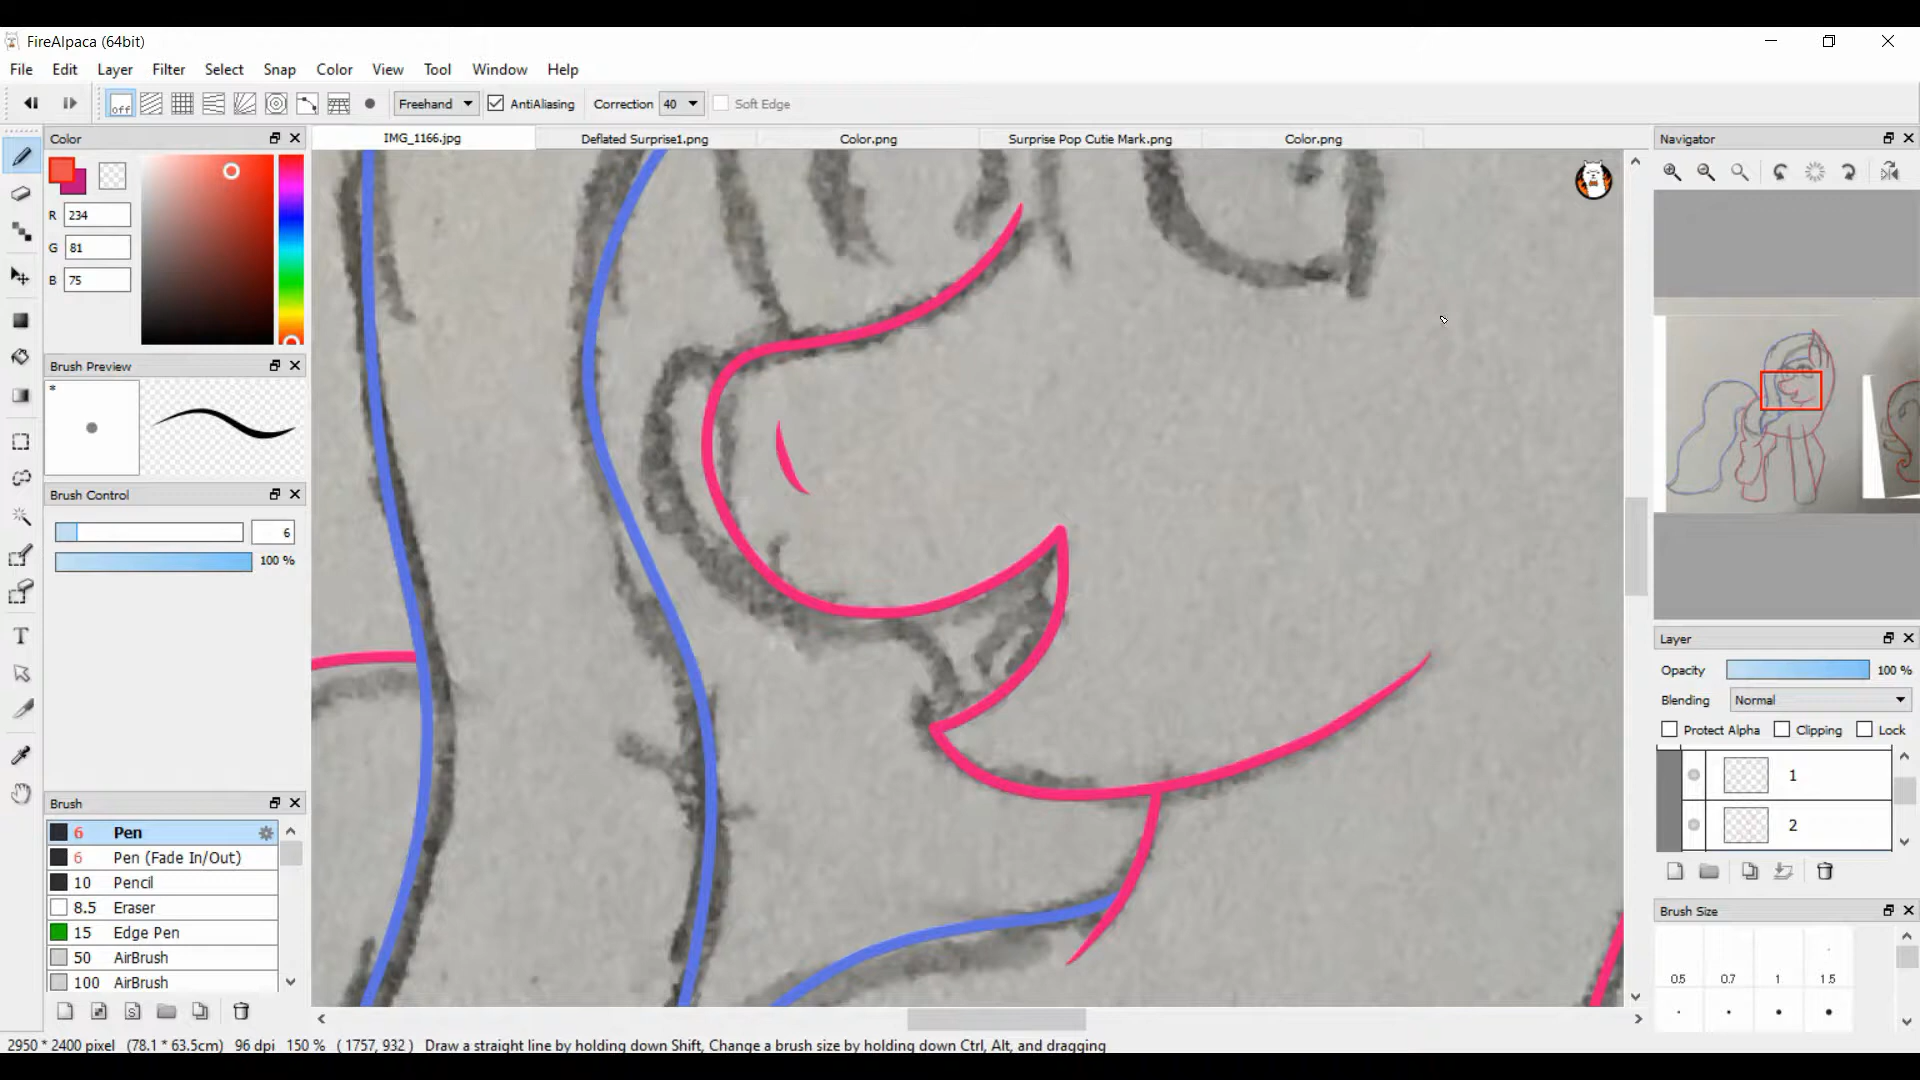 FireAlpaca (64bit)
File Edit Layer Filter Select Snap Color View Tool Window Help
off Freehand AntiAliasing Correction 40 Soft Edge
Color
IMG_1166.jpg Deflated Surprise1.png Color.png Surprise Pop Cutie Mark.png Color.png
Navigator
R 234
G 81
B 75
Brush Preview
*
Brush Control
6
100 %
Layer
Opacity 100 %
Blending Normal
Protect Alpha Clipping Lock
1
2
Brush
6 Pen
6 Pen (Fade In/Out)
10 Pencil
8.5 Eraser
15 Edge Pen
50 AirBrush
100 AirBrush
T
S
Brush Size
0.5 0.7 1 1.5
2950 * 2400 pixel (78.1 * 63.5cm) 96 dpi 150 % ( 1757, 932 ) Draw a straight line by holding down Shift, Change a brush size by holding down Ctrl, Alt, and dragging